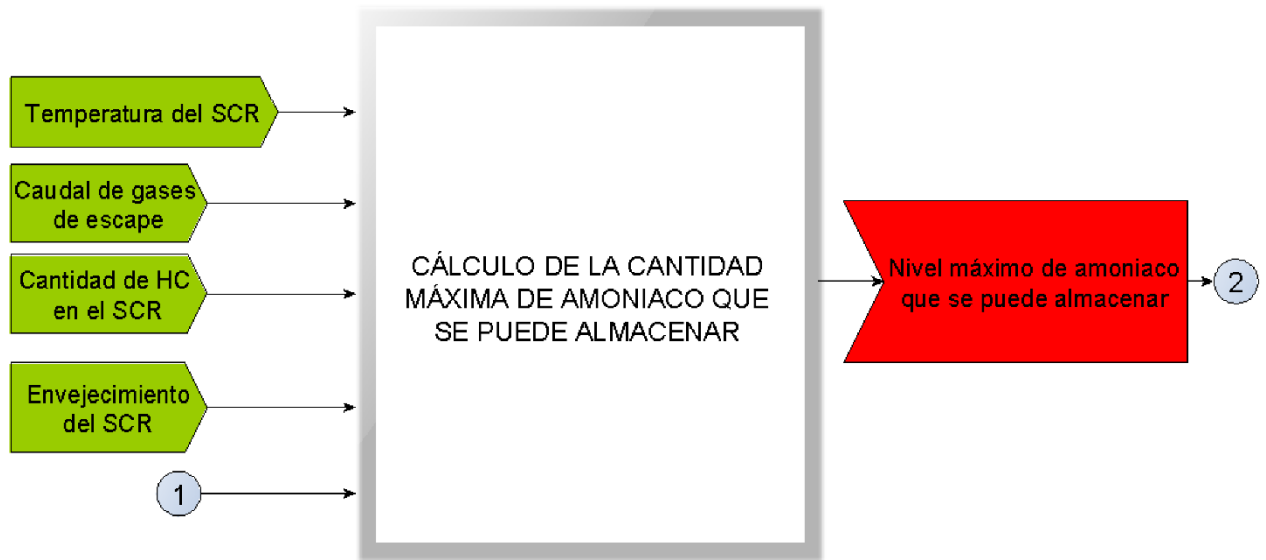 Temperatura del SCR
Caudal de gases
de escape
Cantidad de HC
en el SCR
Envejecimiento
del SCR
1
CÁLCULO DE LA CANTIDAD
MÁXIMA DE AMONIACO QUE
SE PUEDE ALMACENAR
Nivel máximo de amoniaco
que se puede almacenar
2